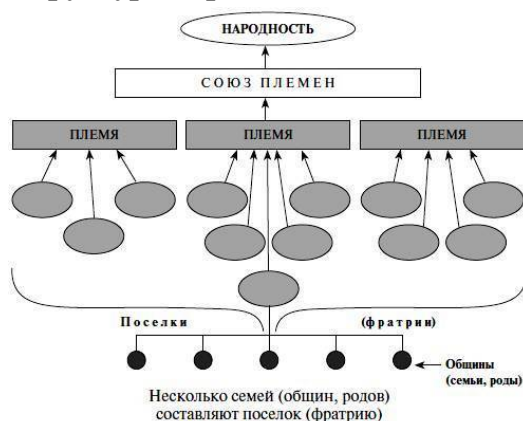 НАРОДНОСТЬ
СОЮЗ ПЛЕМЕН
ПЛЕМЯ ПЛЕМЯ ПЛЕМЯ
Поселки (фратрии)
Общины
(семьи, роды)
Несколько семей (общин, родов)
составляют поселок (фратрию)